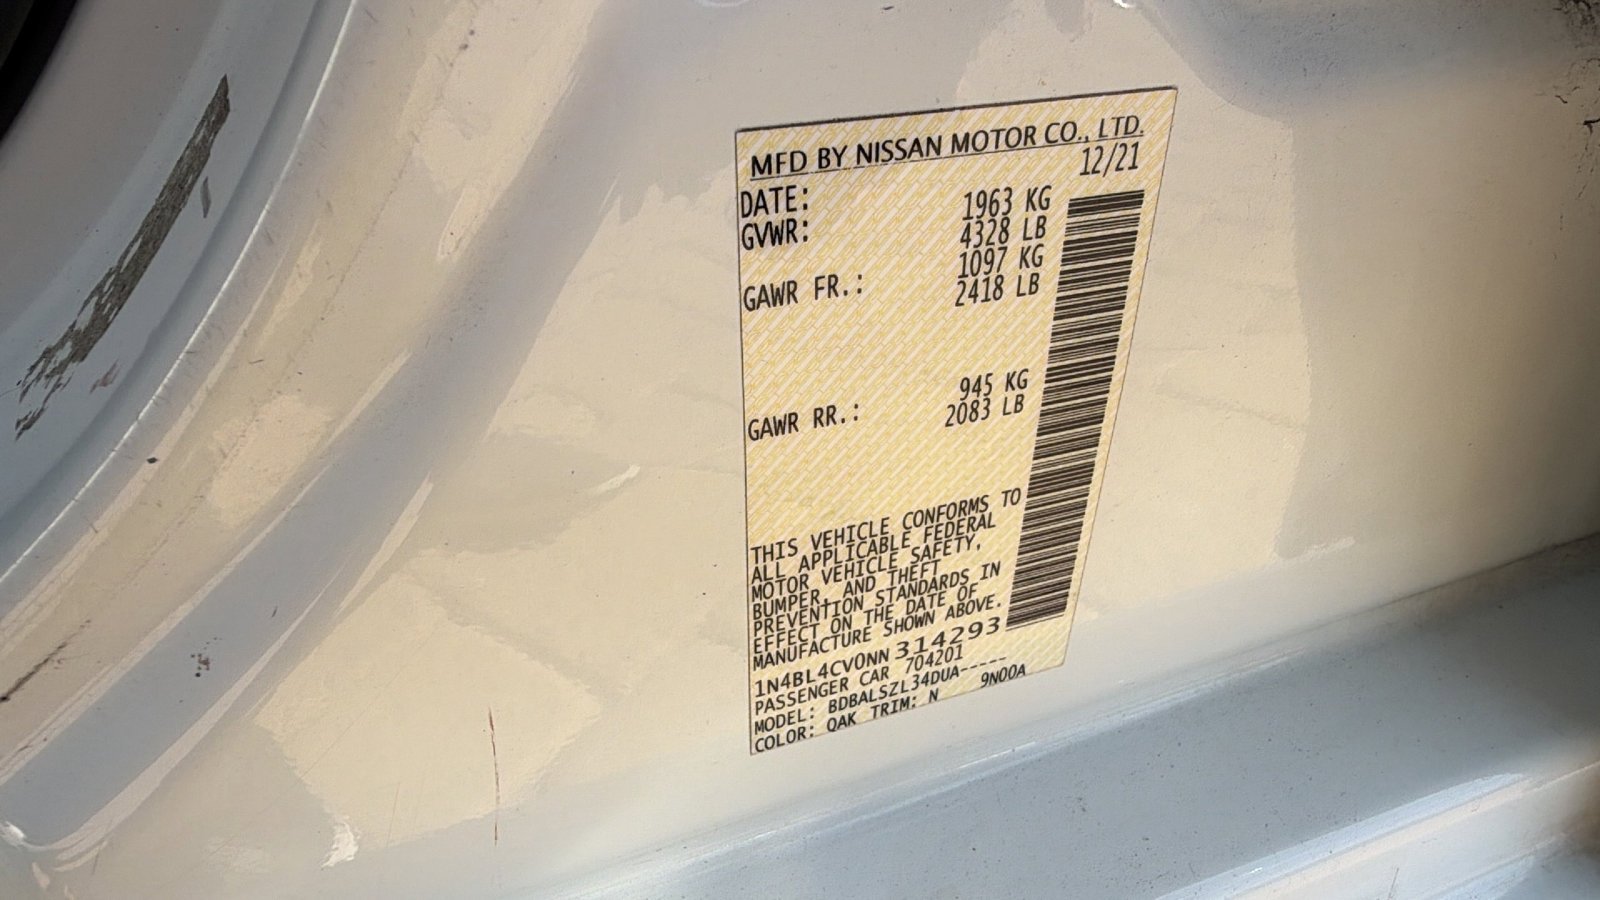 MFD BY NISSAN MOTOR CO., LTD.
DATE: 12/21
GVWR: 1963 KG
4328 LB
GAWR FR.: 1097 KG
2418 LB
GAWR RR.: 945 KG
2083 LB
THIS VEHICLE CONFORMS TO
ALL APPLICABLE FEDERAL
MOTOR VEHICLE SAFETY,
BUMPER, AND THEFT
PREVENTION STANDARDS IN
EFFECT ON THE DATE OF
MANUFACTURE SHOWN ABOVE.
1N4BL4CV0NN314293
PASSENGER CAR 704201
MODEL: BDBALSZL34DUA-----
COLOR: QAK TRIM: N 9N00A